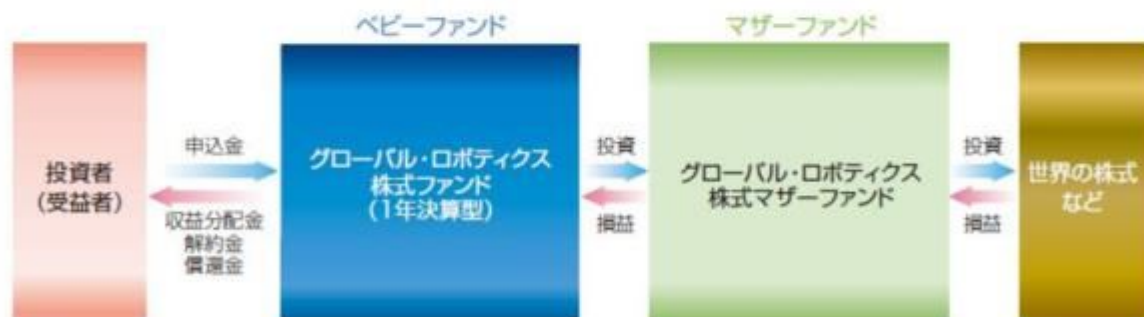 ベビーファンド
マザーファンド
投資者
(受益者)
申込金
収益分配金
解約金
償還金
グローバル・ロボティクス
株式ファンド
(1年決算型)
投資
損益
グローバル・ロボティクス
株式マザーファンド
投資
損益
世界の株式
など